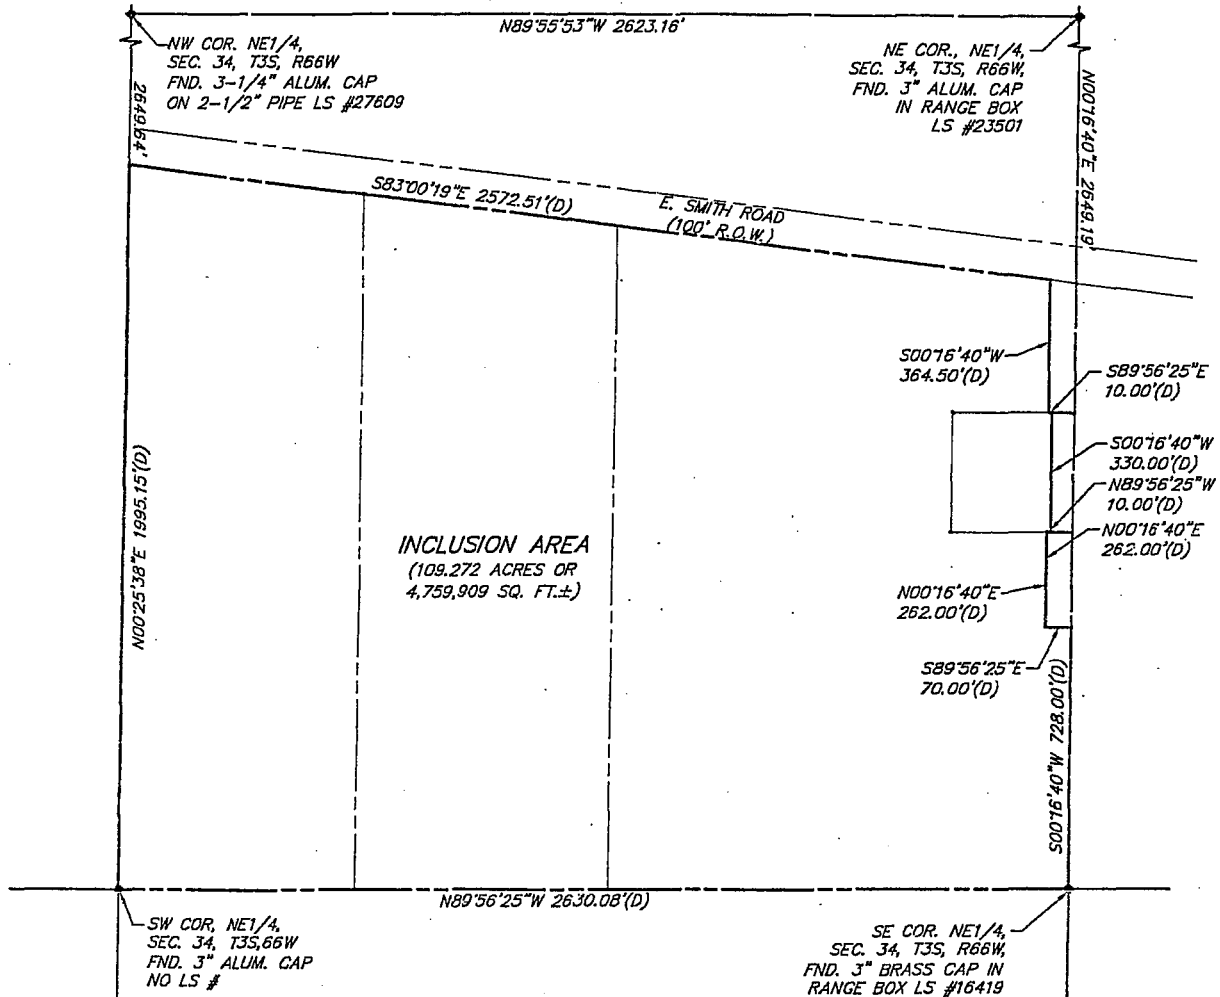 N89°55'53"W 2623.16'
NW COR. NE1/4,
SEC. 34, T3S, R66W
FND. 3-1/4" ALUM. CAP
ON 2-1/2" PIPE LS #27609
NE COR., NE1/4,
SEC. 34, T3S, R66W,
FND. 3" ALUM. CAP
IN RANGE BOX
LS #23501
2649.64'
N00°16'40"E 2649.19'
S83°00'19"E 2572.51'(D)
E. SMITH ROAD
(100' R.O.W.)
S00°16'40"W
364.50'(D)
S89°56'25"E
10.00'(D)
S00°16'40"W
330.00'(D)
N89°56'25"W
10.00'(D)
N00°16'40"E
262.00'(D)
N00°16'40"E
262.00'(D)
S89°56'25"E
70.00'(D)
N00°25'38"E 1995.15'(D)
INCLUSION AREA
(109.272 ACRES OR
4,759,909 SQ. FT.±)
S00°16'40"W 728.00'(D)
N89°56'25"W 2630.08'(D)
SW COR, NE1/4,
SEC. 34, T3S,66W
FND. 3" ALUM. CAP
NO LS #
SE COR. NE1/4,
SEC. 34, T3S, R66W,
FND. 3" BRASS CAP IN
RANGE BOX LS #16419